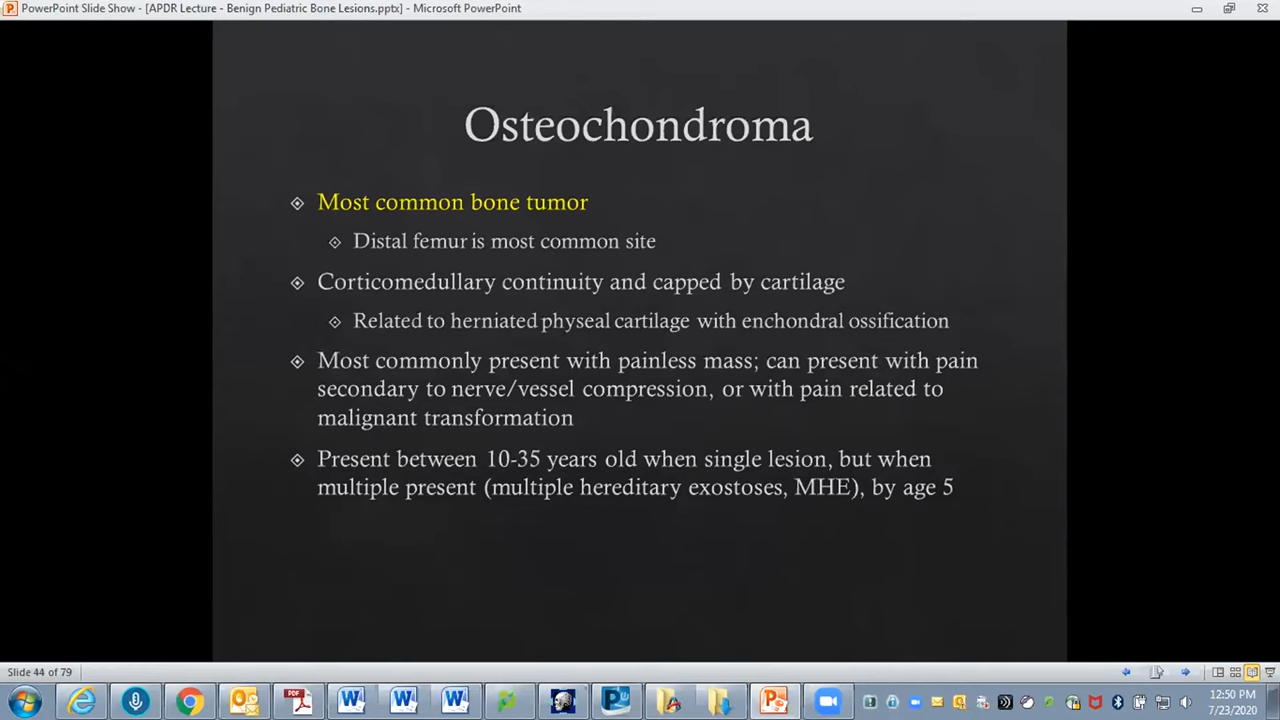 PowerPoint Slide Show - [APDR Lecture - Benign Pediatric Bone Lesions.pptx] - Microsoft PowerPoint
Osteochondroma
Most common bone tumor
Distal femur is most common site
Corticomedullary continuity and capped by cartilage
Related to herniated physeal cartilage with enchondral ossification
Most commonly present with painless mass; can present with pain
secondary to nerve/vessel compression, or with pain related to
malignant transformation
Present between 10-35 years old when single lesion, but when
multiple present (multiple hereditary exostoses, MHE), by age 5
Slide 44 of 79
12:50 PM
7/23/2020